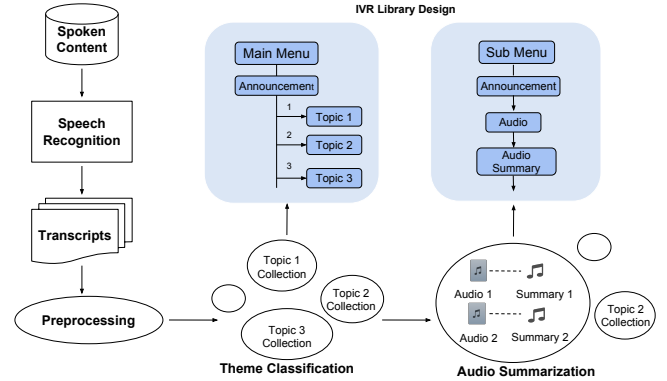 IVR Library Design
Spoken
Content
Speech
Recognition
Transcripts
Preprocessing
Main Menu
Announcement
1
Topic 1
2
Topic 2
3
Topic 3
Sub Menu
Announcement
Audio
Audio
Summary
Topic 1
Collection
Topic 2
Collection
Topic 3
Collection
Theme Classification
Audio 1
Summary 1
Audio 2
Summary 2
Topic 2
Collection
Audio Summarization